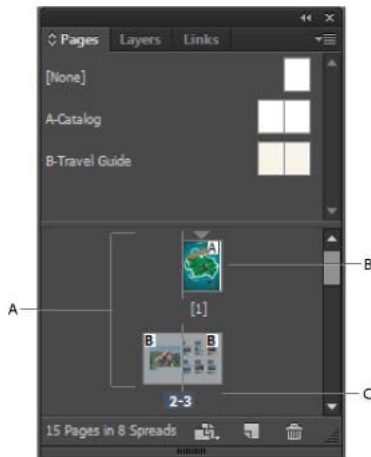 Pages Layers Links
[None]
A-Catalog
B-Travel Guide
A
B
[1]
A
B B
C
2-3
15 Pages in 8 Spreads